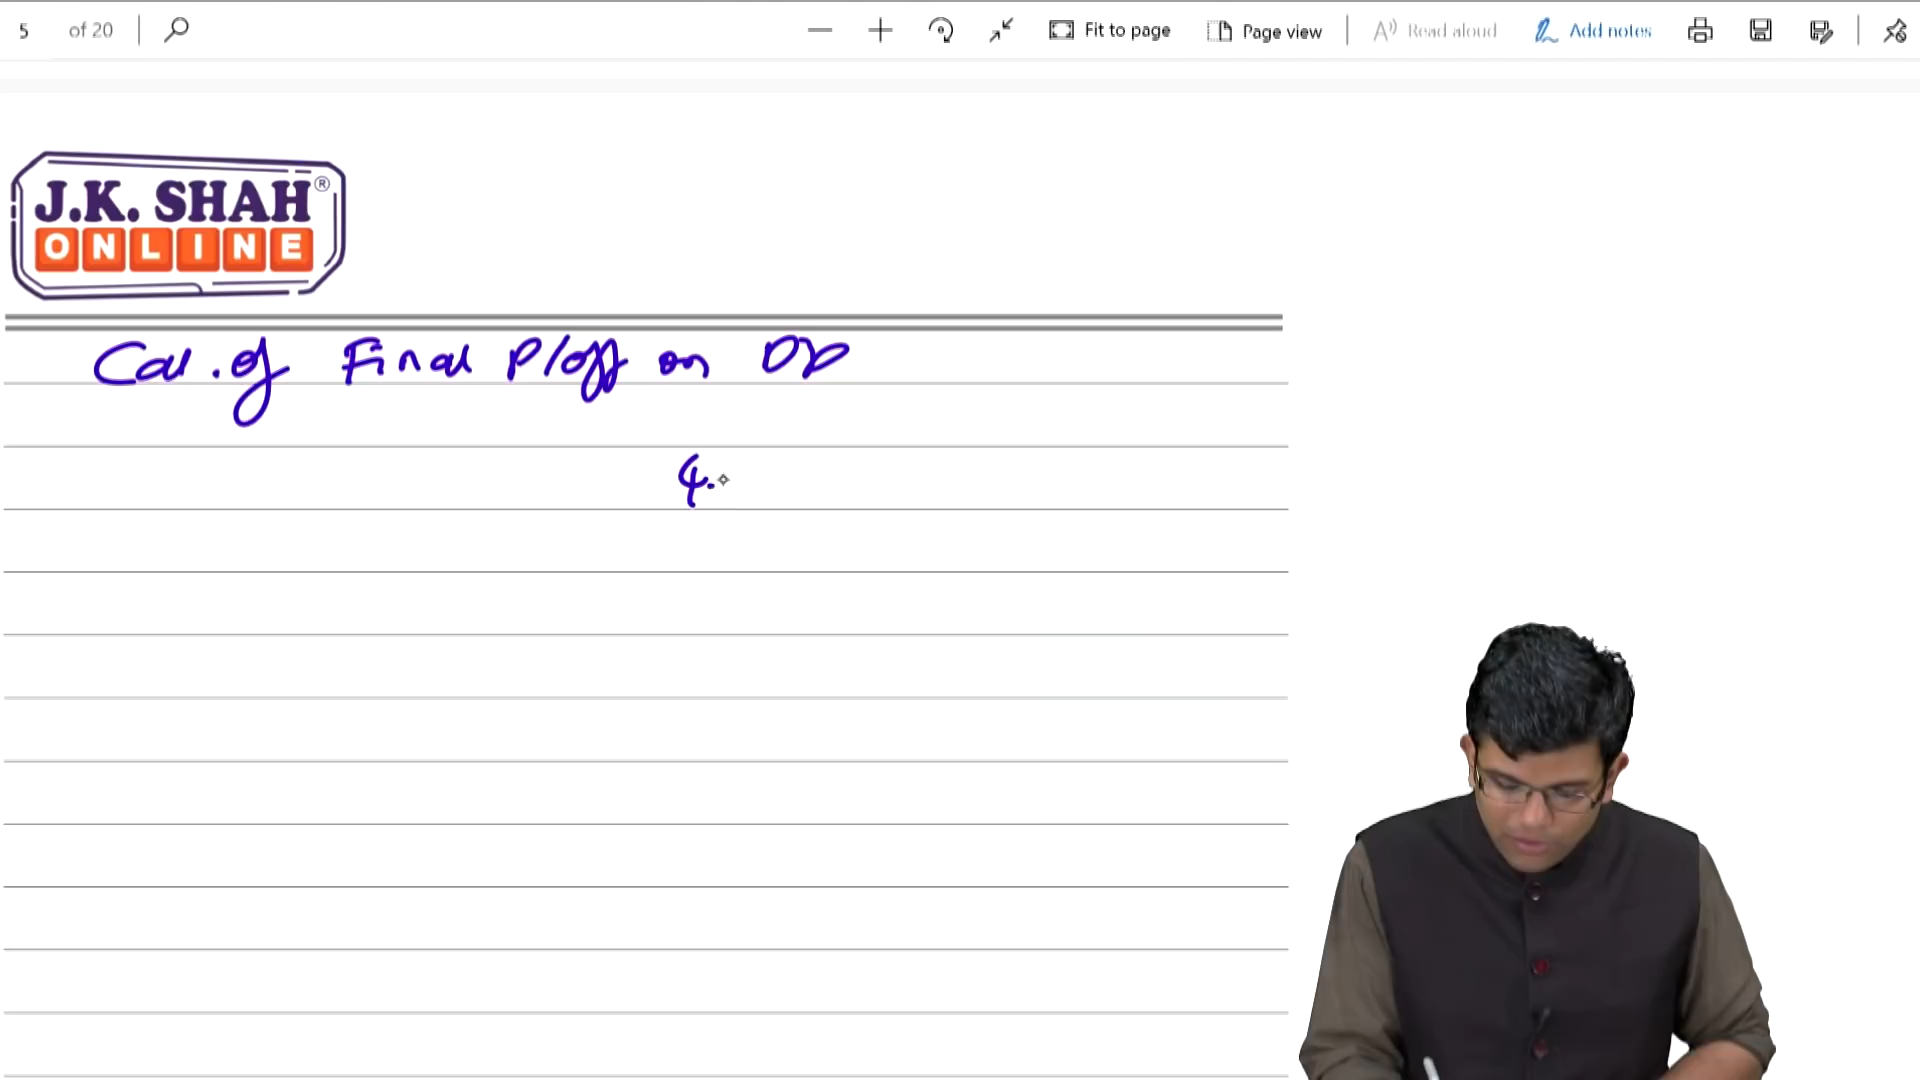 5 of 20 Fit to page Page view Read aloud Add notes
J.K. SHAH®
ONLINE
Cal. of Final P/off on DD
4.